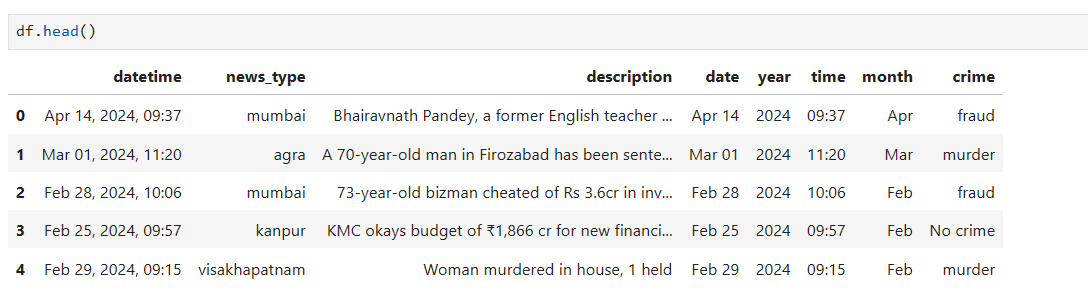 df.head()
datetime news_type description date year time month crime
0 Apr 14, 2024, 09:37 mumbai Bhairavnath Pandey, a former English teacher ... Apr 14 2024 09:37 Apr fraud
1 Mar 01, 2024, 11:20 agra A 70-year-old man in Firozabad has been sente... Mar 01 2024 11:20 Mar murder
2 Feb 28, 2024, 10:06 mumbai 73-year-old bizman cheated of Rs 3.6cr in inv... Feb 28 2024 10:06 Feb fraud
3 Feb 25, 2024, 09:57 kanpur KMC okays budget of ₹1,866 cr for new financi... Feb 25 2024 09:57 Feb No crime
4 Feb 29, 2024, 09:15 visakhapatnam Woman murdered in house, 1 held Feb 29 2024 09:15 Feb murder